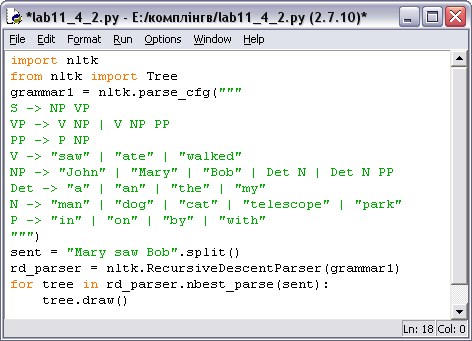 *lab11_4_2.py - E:/комплінгв/lab11_4_2.py (2.7.10)*
File Edit Format Run Options Window Help
import nltk
from nltk import Tree
grammar1 = nltk.parse_cfg("""
S -> NP VP
VP -> V NP | V NP PP
PP -> P NP
V -> "saw" | "ate" | "walked"
NP -> "John" | "Mary" | "Bob" | Det N | Det N PP
Det -> "a" | "an" | "the" | "my"
N -> "man" | "dog" | "cat" | "telescope" | "park"
P -> "in" | "on" | "by" | "with"
""")
sent = "Mary saw Bob".split()
rd_parser = nltk.RecursiveDescentParser(grammar1)
for tree in rd_parser.nbest_parse(sent):
    tree.draw()
Ln: 18 Col: 0